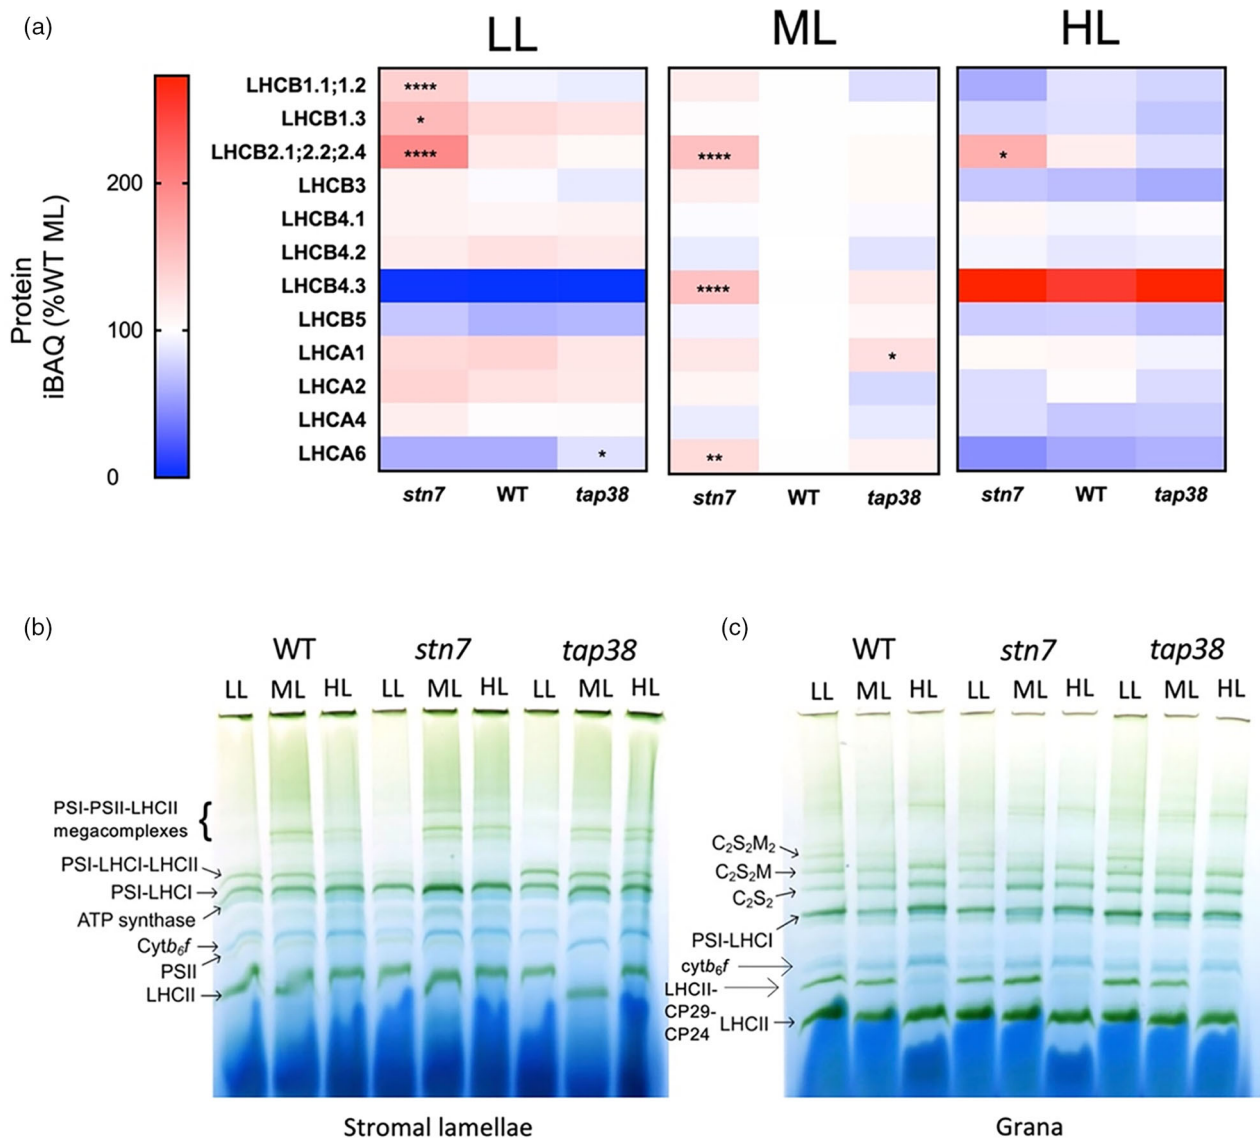 (a)
LL
ML
HL
Protein
iBAQ (%WT ML)
200
100
0
LHCB1.1;1.2
LHCB1.3
LHCB2.1;2.2;2.4
LHCB3
LHCB4.1
LHCB4.2
LHCB4.3
LHCB5
LHCA1
LHCA2
LHCA4
LHCA6
****
*
****
*
****
****
*
**
*
stn7 WT tap38
stn7 WT tap38
stn7 WT tap38
(b)
WT stn7 tap38
LL ML HL LL ML HL LL ML HL
PSI-PSII-LHCII
megacomplexes
PSI-LHCI-LHCII
PSI-LHCI
ATP synthase
Cytb₆f
PSII
LHCII
Stromal lamellae
(c)
WT stn7 tap38
LL ML HL LL ML HL LL ML HL
C₂S₂M₂
C₂S₂M
C₂S₂
PSI-LHCI
cytb₆f
LHCII-
CP29-
CP24
LHCII
Grana